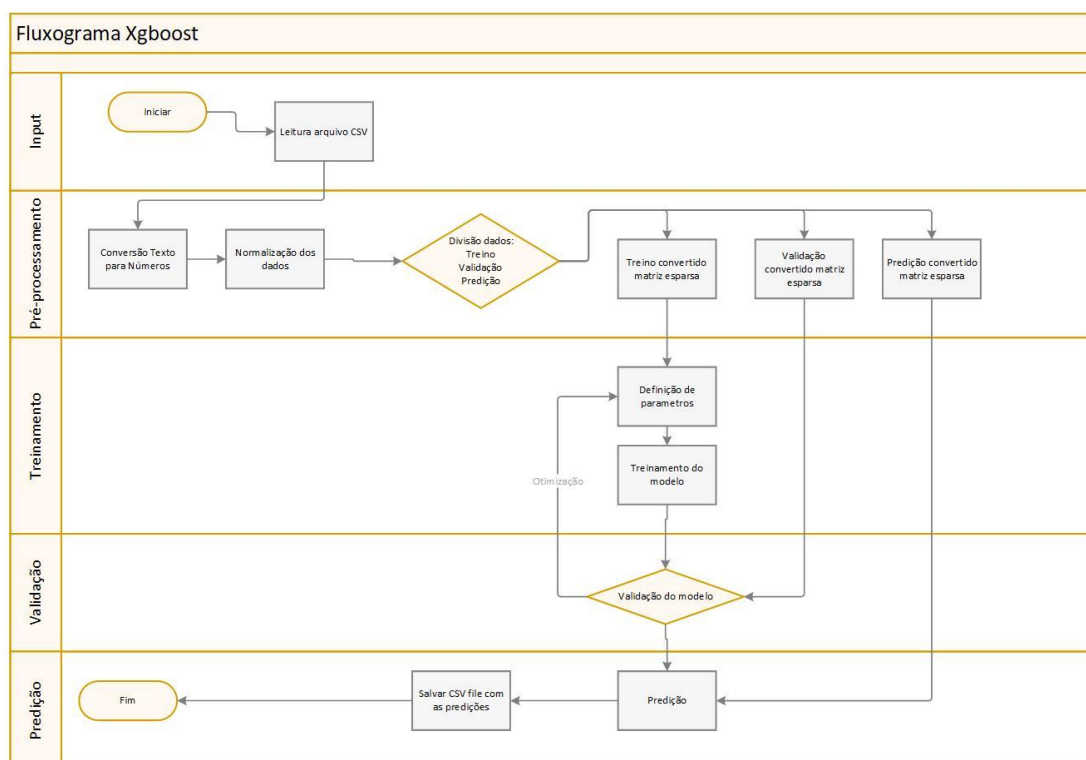 Fluxograma Xgboost
Input
Iniciar
Leitura arquivo CSV
Pré-processamento
Conversão Texto
para Números
Normalização dos
dados
Divisão dados:
Treino
Validação
Predição
Treino convertido
matriz esparsa
Validação
convertido matriz
esparsa
Predição convertido
matriz esparsa
Treinamento
Definição de
parametros
Treinamento do
modelo
Otimização
Validação
Validação do modelo
Predição
Fim
Salvar CSV file com
as predições
Predição